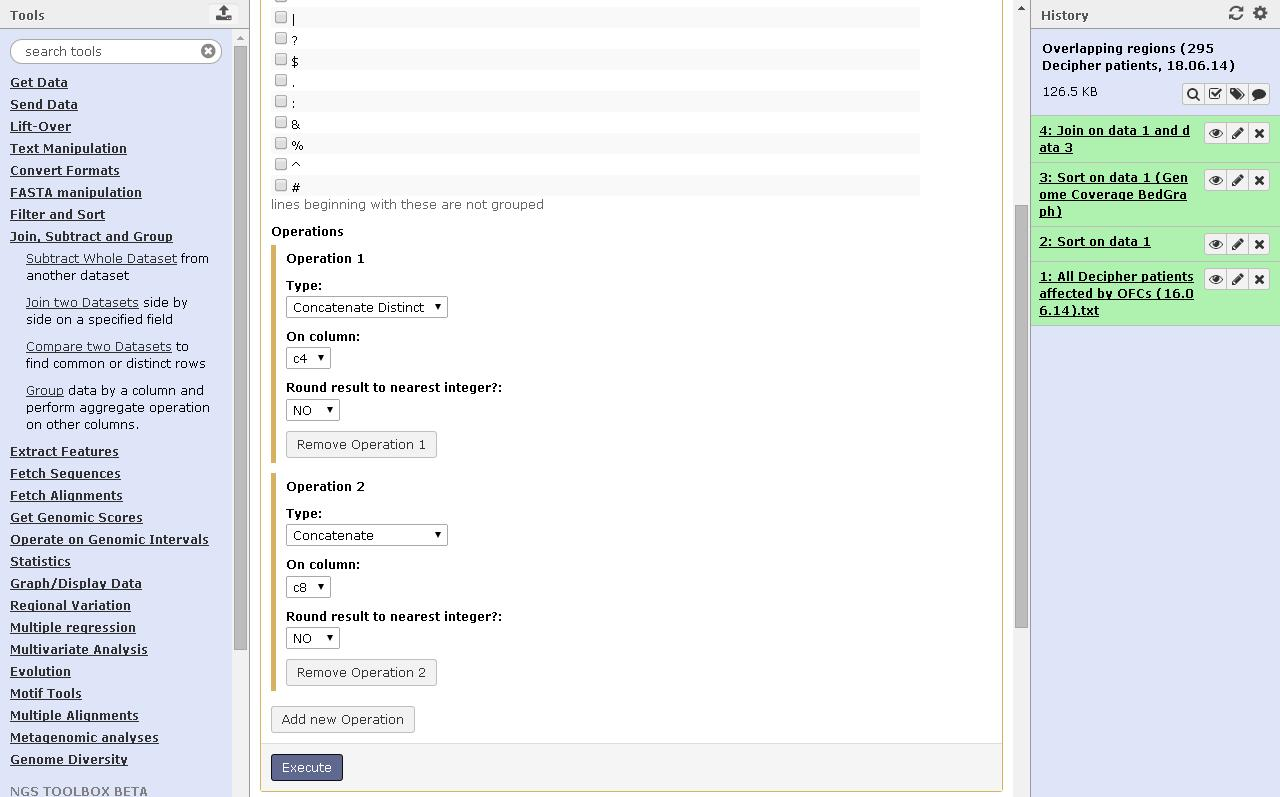 Tools
search tools
Get Data
Send Data
Lift-Over
Text Manipulation
Convert Formats
FASTA manipulation
Filter and Sort
Join, Subtract and Group
Subtract Whole Dataset from
another dataset
Join two Datasets side by
side on a specified field
Compare two Datasets to
find common or distinct rows
Group data by a column and
perform aggregate operation
on other columns.
Extract Features
Fetch Sequences
Fetch Alignments
Get Genomic Scores
Operate on Genomic Intervals
Statistics
Graph/Display Data
Regional Variation
Multiple regression
Multivariate Analysis
Evolution
Motif Tools
Multiple Alignments
Metagenomic analyses
Genome Diversity
NGS TOOLBOX BETA
|
?
$
.
:
&
%
^
#
lines beginning with these are not grouped
Operations
Operation 1
Type:
Concatenate Distinct
On column:
c4
Round result to nearest integer?:
NO
Remove Operation 1
Operation 2
Type:
Concatenate
On column:
c8
Round result to nearest integer?:
NO
Remove Operation 2
Add new Operation
Execute
History
Overlapping regions (295
Decipher patients, 18.06.14)
126.5 KB
4: Join on data 1 and d
ata 3
3: Sort on data 1 (Gen
ome Coverage BedGra
ph)
2: Sort on data 1
1: All Decipher patients
affected by OFCs (16.0
6.14).txt